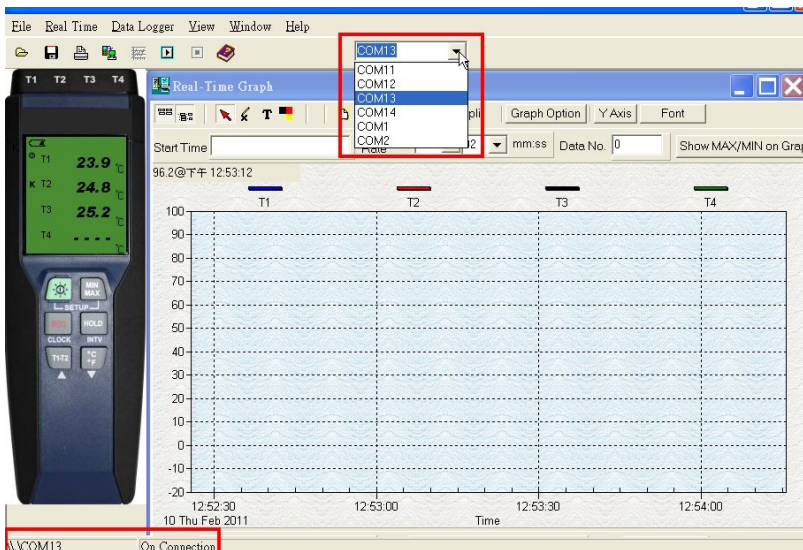 File Real Time Data Logger View Window Help
COM13
COM11
COM12
COM13
COM14
COM1
COM2
T1 T2 T3 T4
Real-Time Graph
T
Graph Option Y Axis Font
Start Time Rate 02 mm:ss Data No. 0 Show MAX/MIN on Gra
96.2@下午 12:53:12
T1 23.9 ℃
K T2 24.8 ℃
T3 25.2 ℃
T4 ---- ℃
MIN
MAX
SETUP
REC HOLD
CLOCK INTV
T1-T2 °C
°F
T1 T2 T3 T4
100
90
80
70
60
50
40
30
20
10
0
-10
-20
12:52:30 12:53:00 12:53:30 12:54:00
10 Thu Feb 2011 Time
\\.\COM13 On Connection